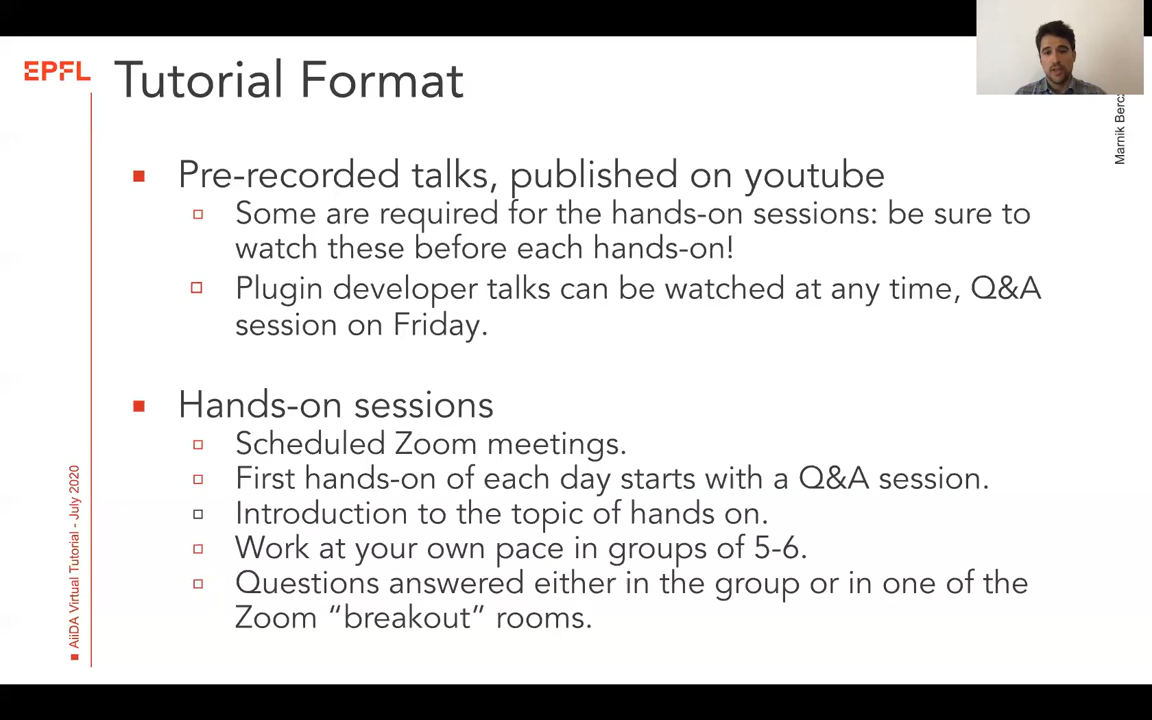 EPFL
Tutorial Format
Pre-recorded talks, published on youtube
Some are required for the hands-on sessions: be sure to
watch these before each hands-on!
Plugin developer talks can be watched at any time, Q&A
session on Friday.
Hands-on sessions
Scheduled Zoom meetings.
First hands-on of each day starts with a Q&A session.
Introduction to the topic of hands on.
Work at your own pace in groups of 5-6.
Questions answered either in the group or in one of the
Zoom “breakout” rooms.
AiiDA Virtual Tutorial - July 2020
Marnik